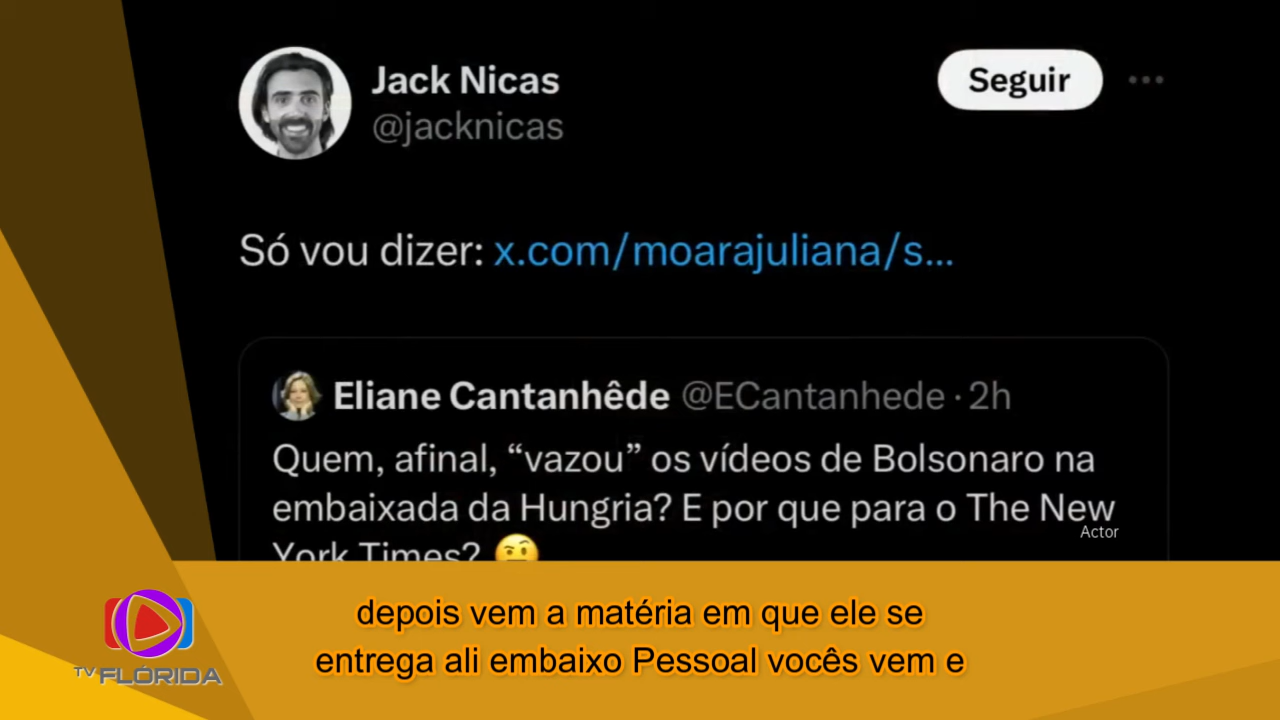 Jack Nicas
@jacknicas
Seguir
Só vou dizer: x.com/moarajuliana/s...
Eliane Cantanhêde @ECantanhede · 2h
Quem, afinal, “vazou” os vídeos de Bolsonaro na
embaixada da Hungria? E por que para o The New
York Times? 🤨
Actor
depois vem a matéria em que ele se
entrega ali embaixo Pessoal vocês vem e
TV FLÓRIDA